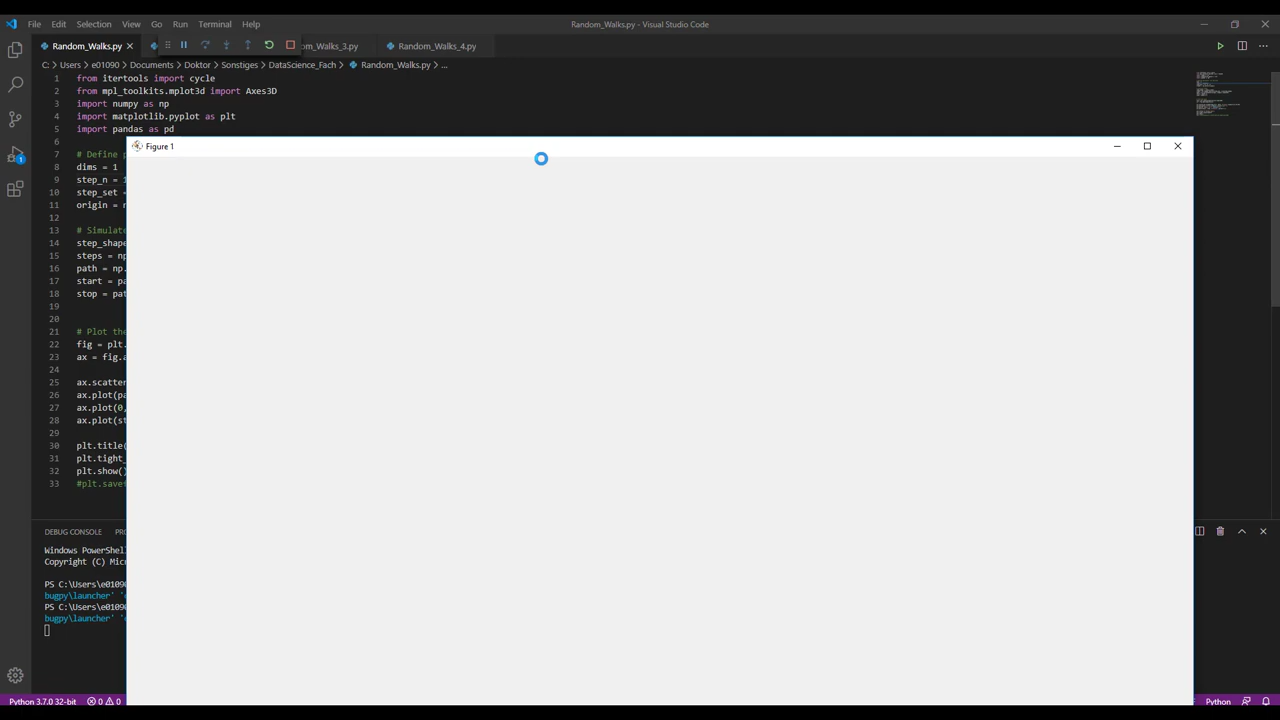 File Edit Selection View Go Run Terminal Help Random_Walks.py - Visual Studio Code
Random_Walks.py om_Walks_3.py Random_Walks_4.py
C: > Users > e01090 > Documents > Doktor > Sonstiges > DataScience_Fach > Random_Walks.py > ...
1 from itertools import cycle
2 from mpl_toolkits.mplot3d import Axes3D
3 import numpy as np
4 import matplotlib.pyplot as plt
5 import pandas as pd
6
Figure 1
7 # Define p
8 dims = 1
9 step_n = 1
10 step_set =
11 origin = n
12
13 # Simulate
14 step_shape
15 steps = np
16 path = np.
17 start = pa
18 stop = pat
19
20
21 # Plot the
22 fig = plt.
23 ax = fig.a
24
25 ax.scatter
26 ax.plot(pa
27 ax.plot(0,
28 ax.plot(st
29
30 plt.title(
31 plt.tight_
32 plt.show()
33 #plt.savef
DEBUG CONSOLE PRO
Windows PowerShell
Copyright (C) Micr
PS C:\Users\e01090
bugpy\launcher' '
PS C:\Users\e01090
bugpy\launcher' '
Python 3.7.0 32-bit 0 0 Python